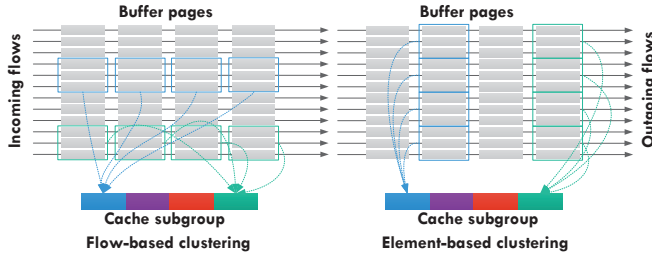 Buffer pages
Buffer pages
Incoming flows
Outgoing flows
Cache subgroup
Cache subgroup
Flow-based clustering
Element-based clustering